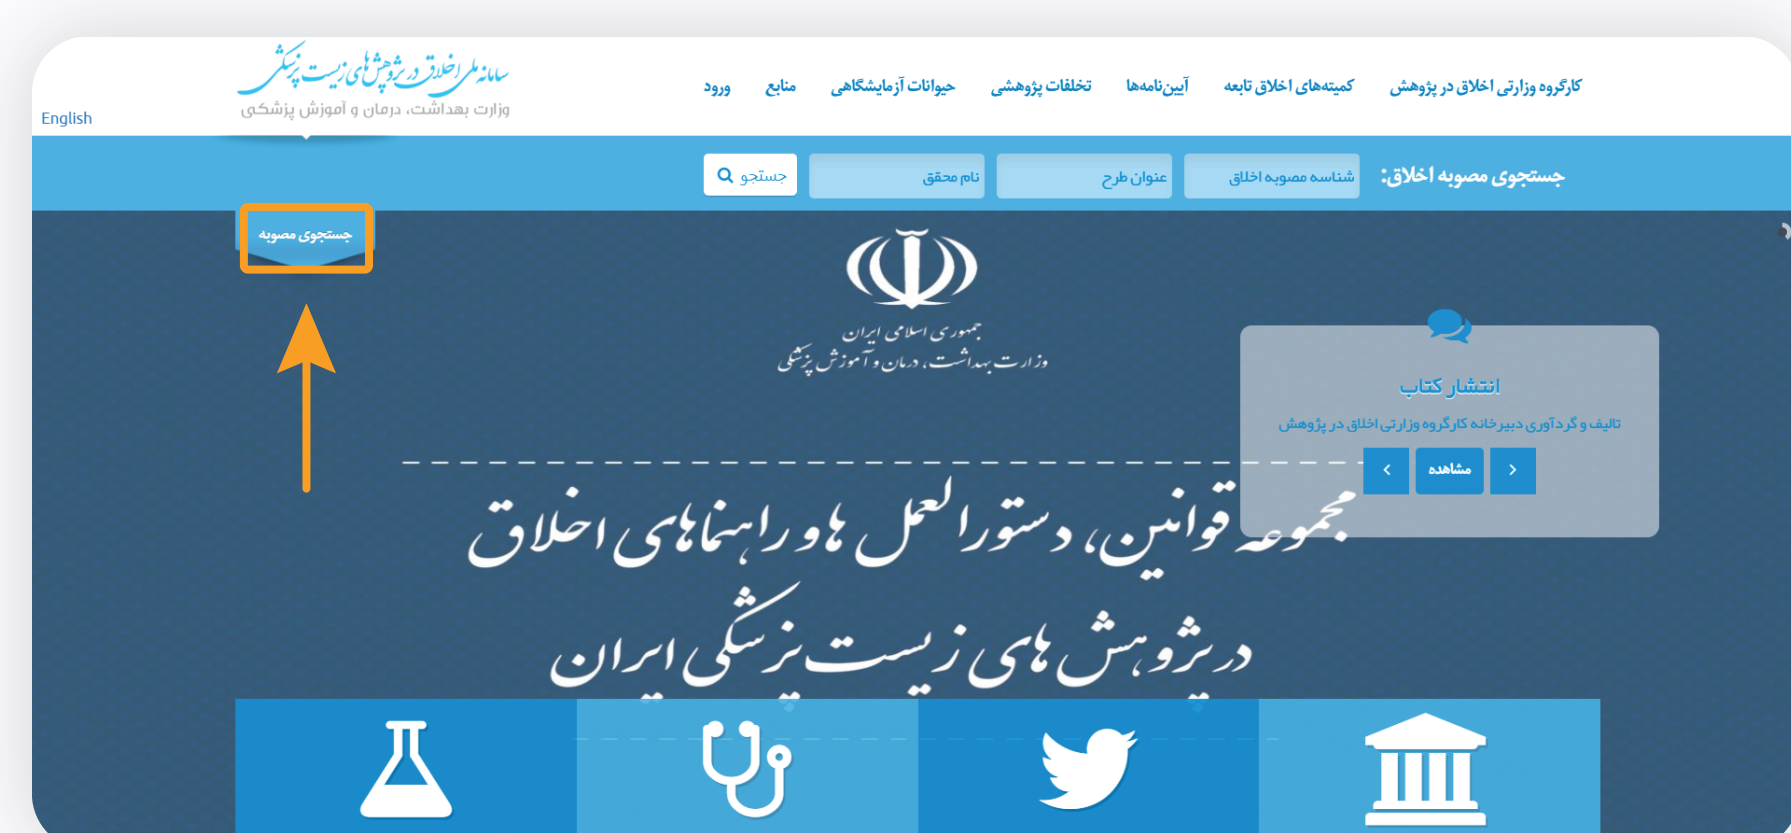 کارگروه وزارتی اخلاق در پژوهش کمیته‌های اخلاق تابعه آیین‌نامه‌ها تخلفات پژوهشی حیوانات آزمایشگاهی منابع ورود
سامانه ملی اخلاق در پژوهش‌های زیست پزشکی
وزارت بهداشت، درمان و آموزش پزشکی
English
جستجوی مصوبه اخلاق: شناسه مصوبه اخلاق عنوان طرح نام محقق جستجو
جستجوی مصوبه
جمهوری اسلامی ایران
وزارت بهداشت، درمان و آموزش پزشکی
انتشار کتاب
تالیف و گردآوری دبیرخانه کارگروه وزارتی اخلاق در پژوهش
مشاهده
مجموعه قوانین، دستورالعمل ها و راهنماهای اخلاق
در پژوهش های زیست پزشکی ایران